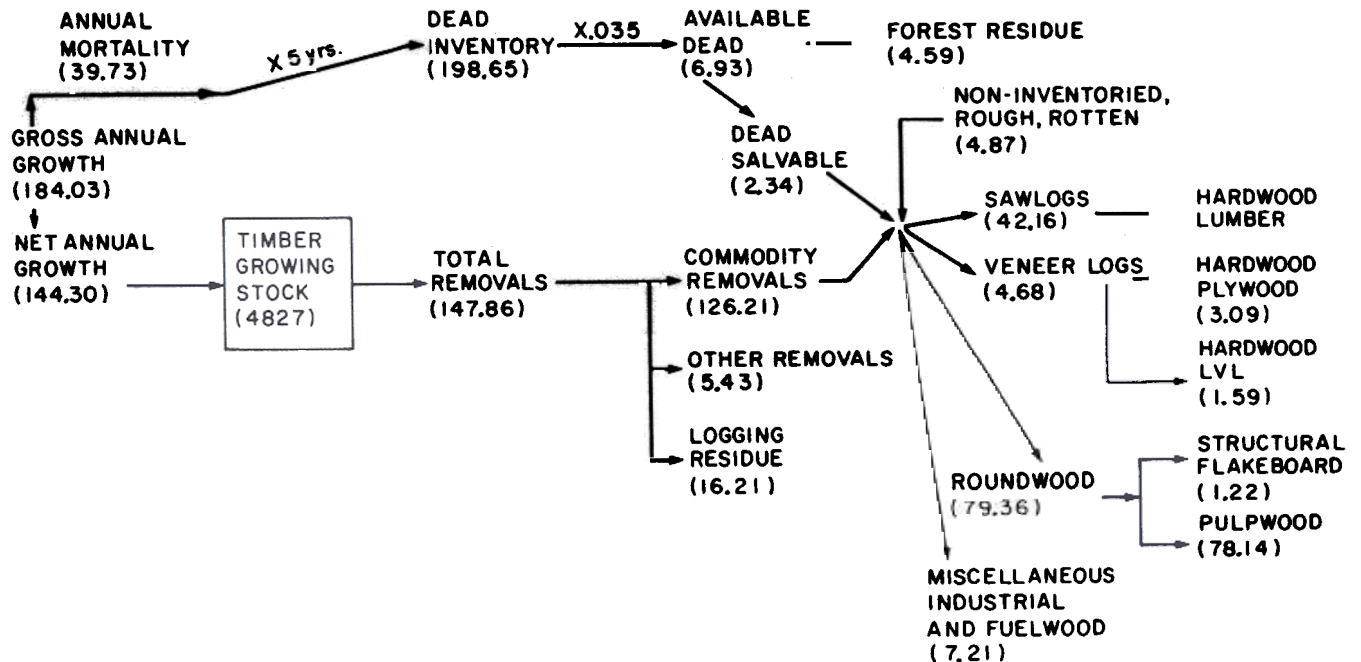 ANNUAL
MORTALITY
(39.73)
X 5 yrs.
DEAD
INVENTORY
(198.65)
X.035
AVAILABLE
DEAD
(6.93)
FOREST RESIDUE
(4.59)
GROSS ANNUAL
GROWTH
(184.03)
DEAD
SALVABLE
(2.34)
NON-INVENTORIED,
ROUGH, ROTTEN
(4.87)
NET ANNUAL
GROWTH
(144.30)
TIMBER
GROWING
STOCK
(4827)
TOTAL
REMOVALS
(147.86)
COMMODITY
REMOVALS
(126.21)
OTHER REMOVALS
(5.43)
LOGGING
RESIDUE
(16.21)
SAWLOGS
(42.16)
HARDWOOD
LUMBER
VENEER LOGS
(4.68)
HARDWOOD
PLYWOOD
(3.09)
HARDWOOD
LVL
(1.59)
ROUNDWOOD
(79.36)
STRUCTURAL
FLAKEBOARD
(1.22)
PULPWOOD
(78.14)
MISCELLANEOUS
INDUSTRIAL
AND FUELWOOD
(7.21)